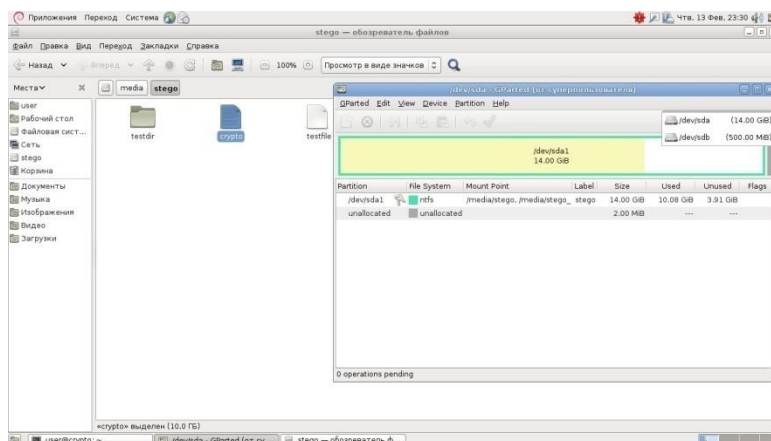 Приложения Переход Система
Чтв, 13 Фев, 23:30
stego — обозреватель файлов
Файл Правка Вид Переход Закладки Справка
Назад Вперёд 100% Просмотр в виде значков
Места media stego
user
Рабочий стол
Файловая сист...
Сеть
stego
Корзина
Документы
Музыка
Изображения
Видео
Загрузки
testdir crypto testfile
/dev/sda - GParted (от суперпользователя)
GParted Edit View Device Partition Help
/dev/sda (14.00 GiB)
/dev/sdb (500.00 MiB)
/dev/sda1
14.00 GiB
Partition File System Mount Point Label Size Used Unused Flags
/dev/sda1 ntfs /media/stego, /media/stego_ stego 14.00 GiB 10.08 GiB 3.91 GiB
unallocated unallocated 2.00 MiB --- ---
0 operations pending
«crypto» выделен (10,0 ГБ)
user@crypto: ~ /dev/sda - GParted (от су... stego — обозреватель ф...